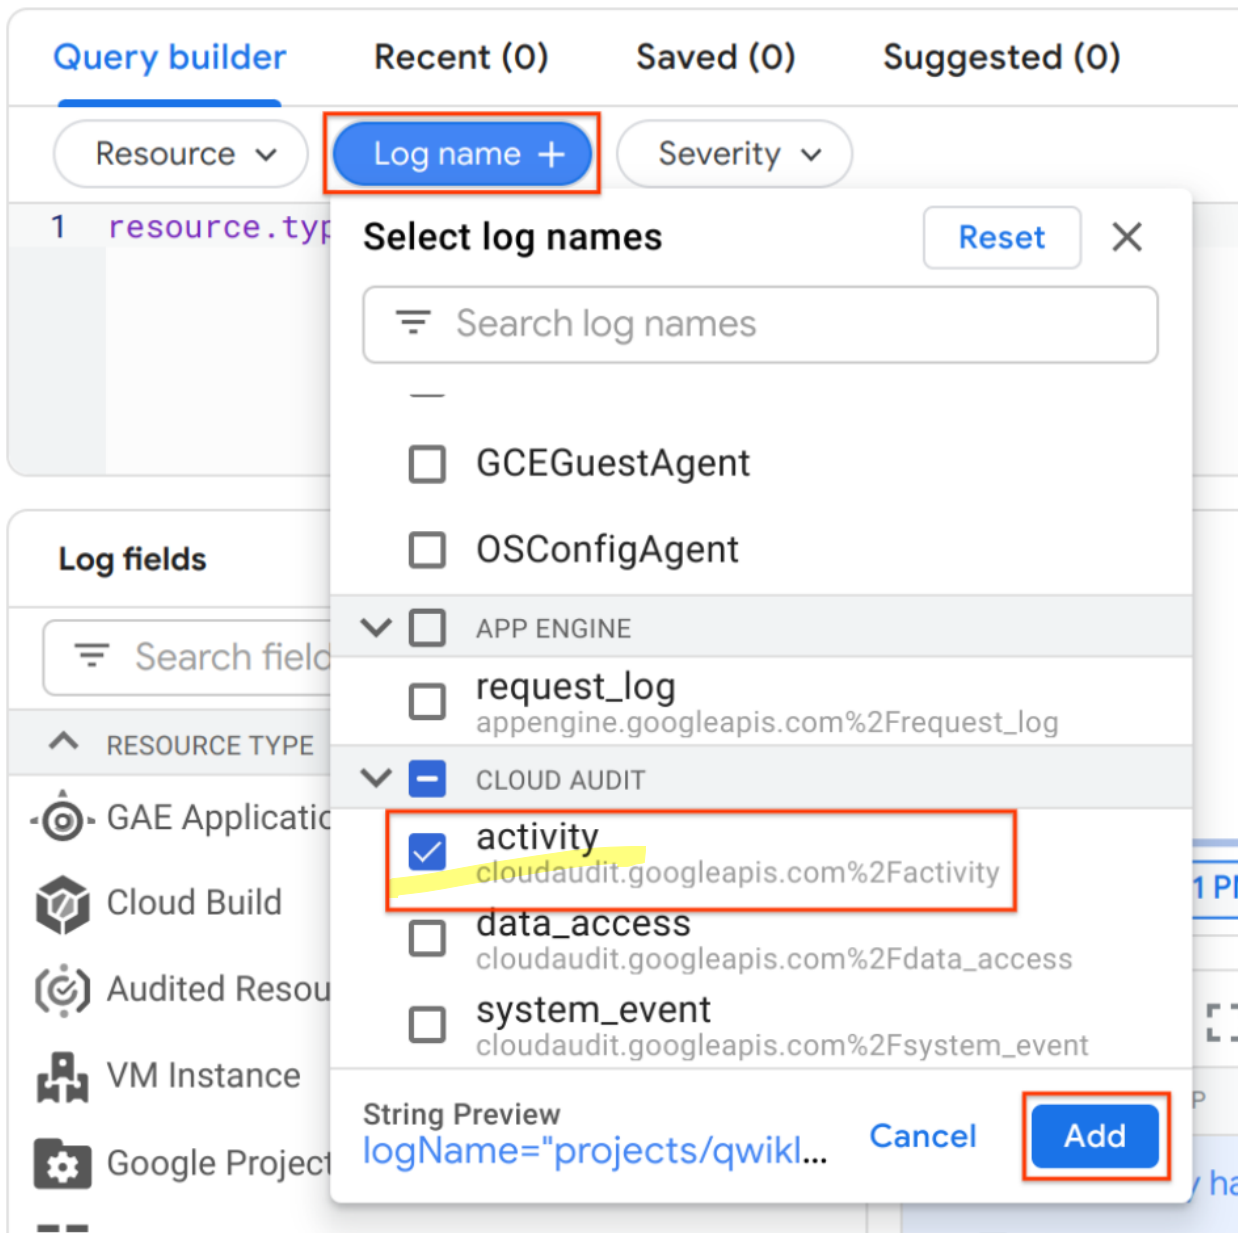 Query builder Recent (0) Saved (0) Suggested (0)
Resource Log name + Severity
1 resource.typ
Select log names Reset
Search log names
GCEGuestAgent
OSConfigAgent
Log fields
APP ENGINE
Search field
request_log
appengine.googleapis.com%2Frequest_log
RESOURCE TYPE
CLOUD AUDIT
GAE Applicatio
activity
cloudaudit.googleapis.com%2Factivity
1 P
Cloud Build
data_access
cloudaudit.googleapis.com%2Fdata_access
Audited Resou
system_event
cloudaudit.googleapis.com%2Fsystem_event
VM Instance
P
String Preview
logName="projects/qwikl...
Cancel Add
Google Project
y ha